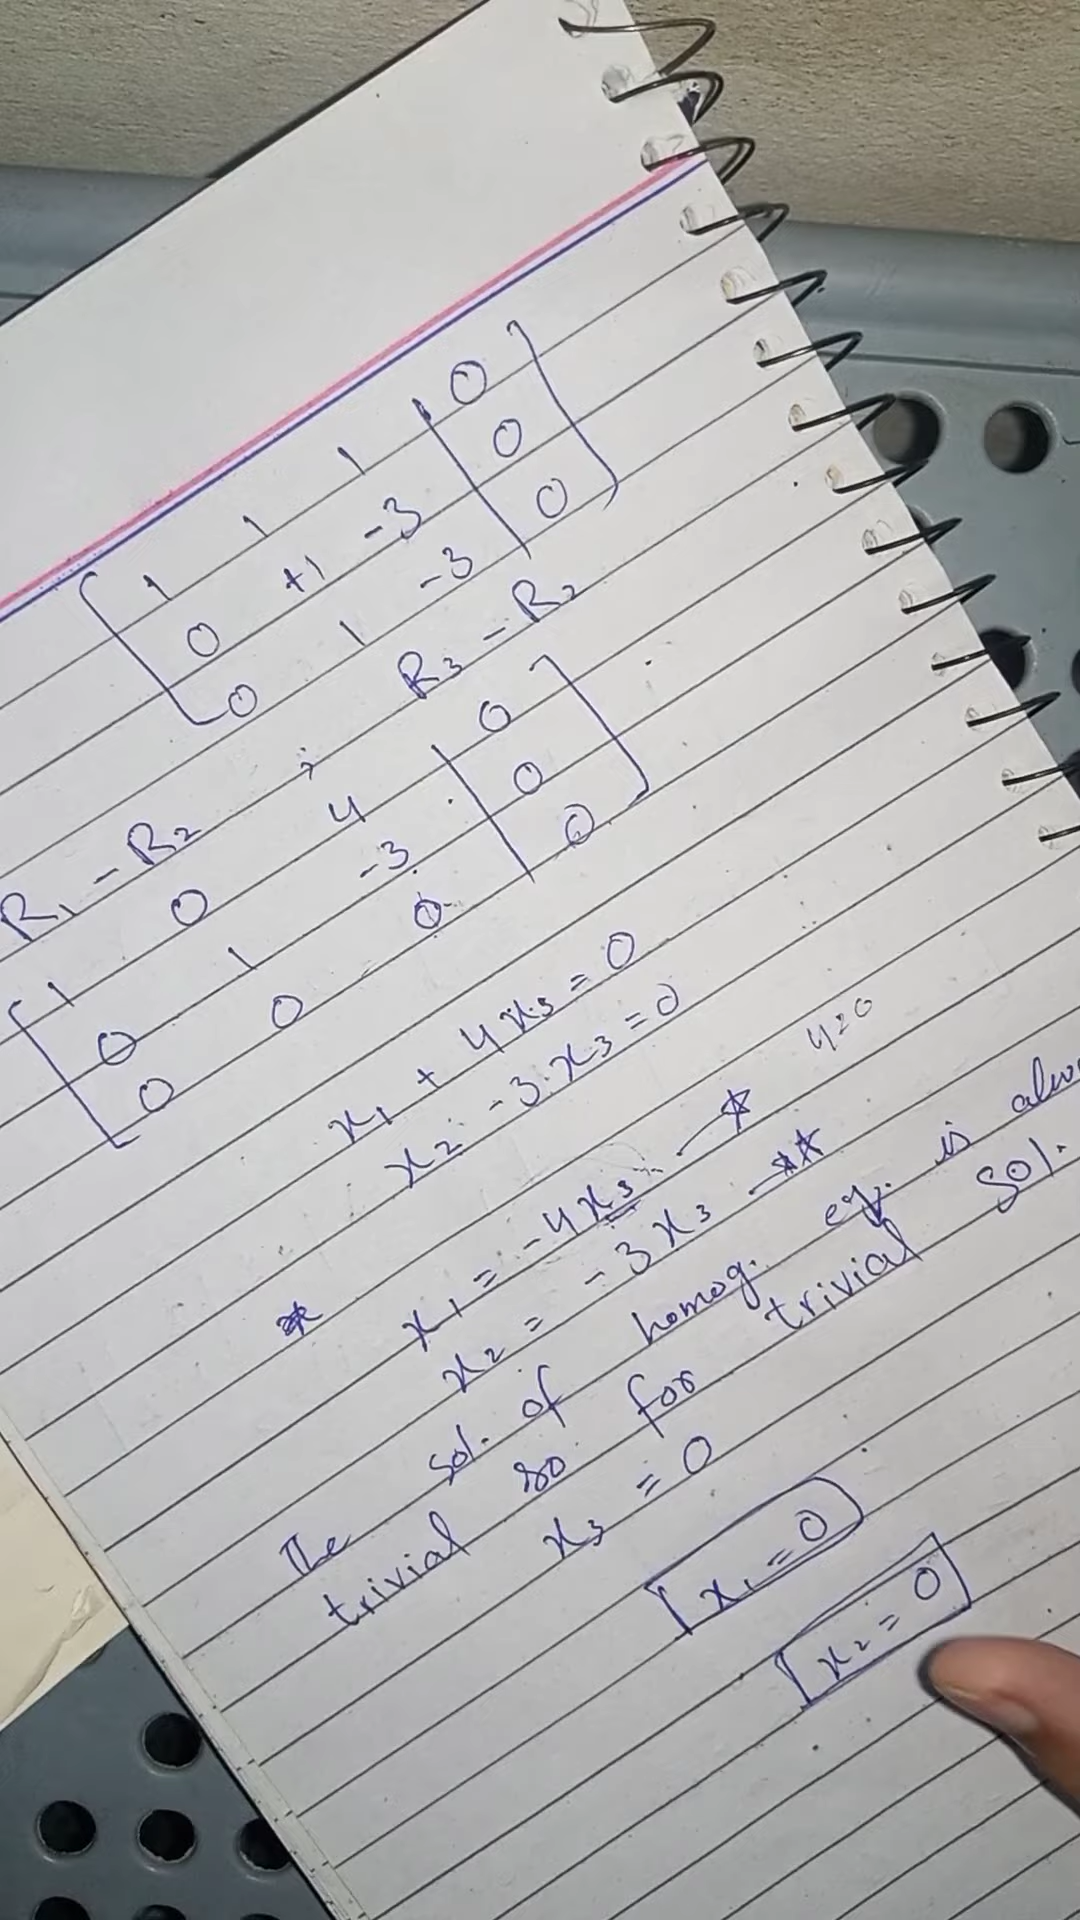 1 1 1 | 0
0 +1 -3 | 0
0 1 -3 | 0
R1 - R2 , R3 - R2
1 0 4 | 0
0 1 -3 | 0
0 0 0 | 0
x1 + 4x3 = 0
x2 - 3x3 = 0
4=0
* x1 = -4x3 — *
x2 = -3x3 — **
The sol. of homog. eq. is alwa
trivial so for trivial sol.
x3 = 0
x1 = 0
x2 = 0